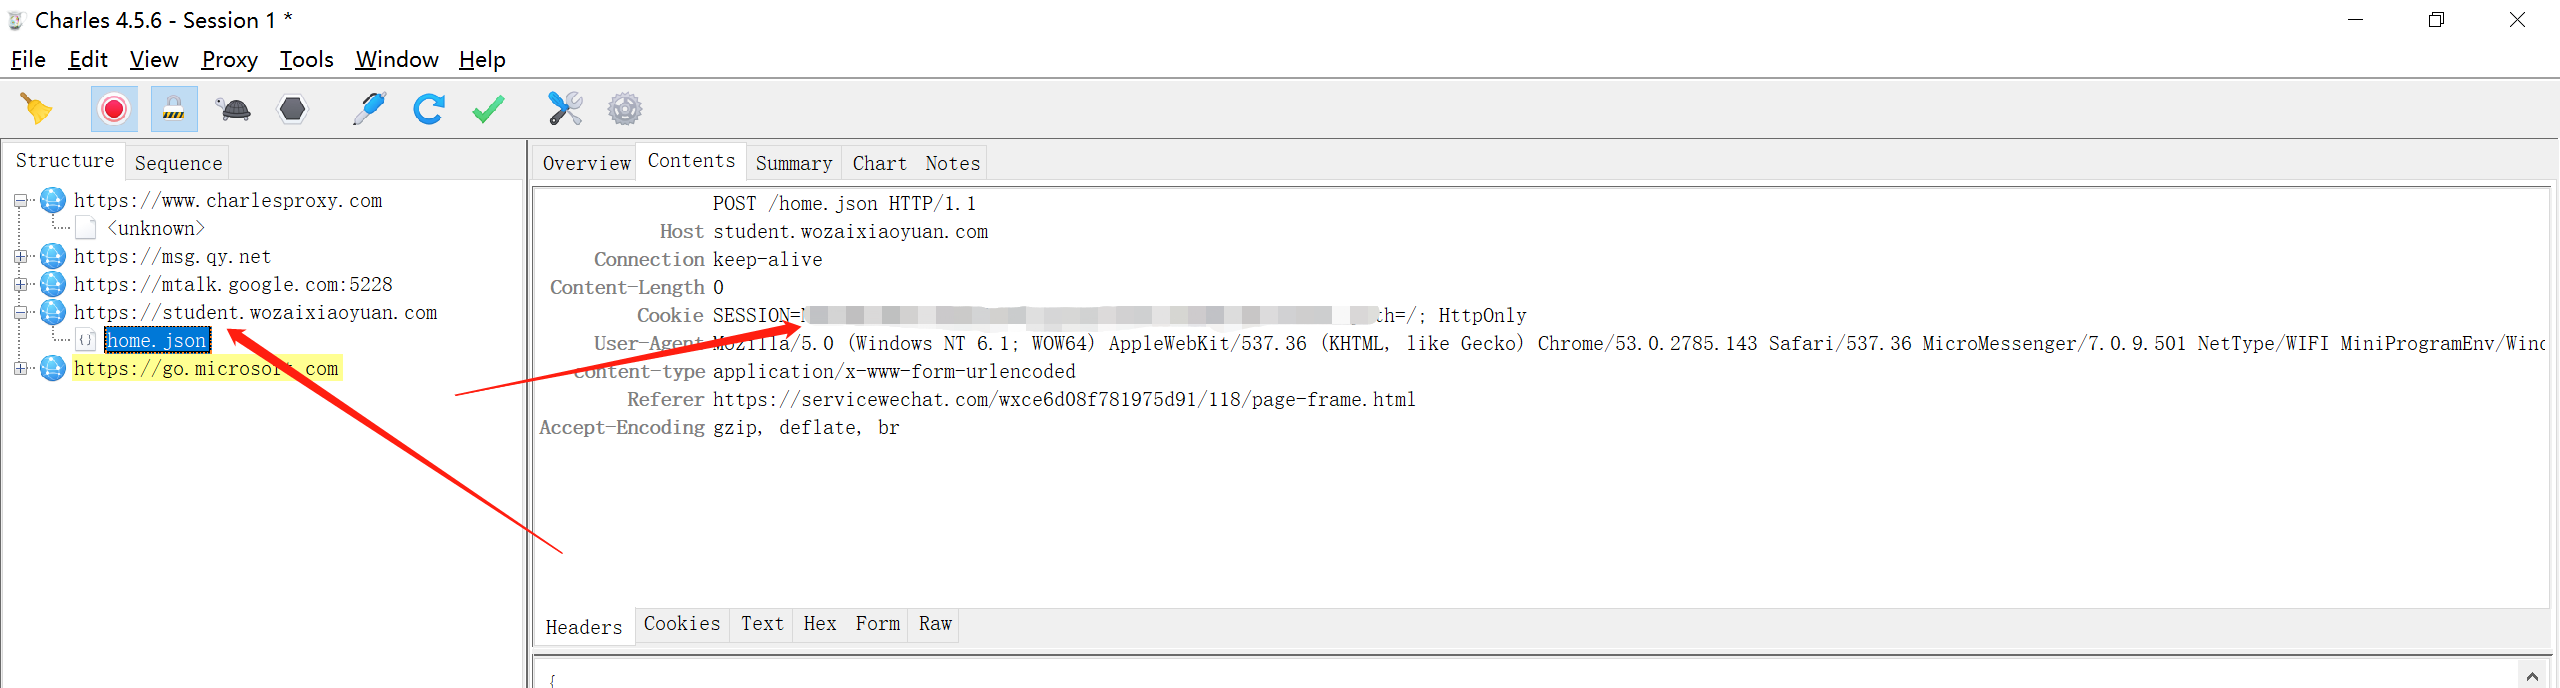 Charles 4.5.6 - Session 1 *
File Edit View Proxy Tools Window Help
Structure Sequence
https://www.charlesproxy.com
<unknown>
https://msg.qy.net
https://mtalk.google.com:5228
https://student.wozaixiaoyuan.com
home.json
https://go.microsoft.com
Overview Contents Summary Chart Notes
POST /home.json HTTP/1.1
Host student.wozaixiaoyuan.com
Connection keep-alive
Content-Length 0
Cookie SESSION= th=/; HttpOnly
User-Agent Mozilla/5.0 (Windows NT 6.1; WOW64) AppleWebKit/537.36 (KHTML, like Gecko) Chrome/53.0.2785.143 Safari/537.36 MicroMessenger/7.0.9.501 NetType/WIFI MiniProgramEnv/Winc
Content-type application/x-www-form-urlencoded
Referer https://servicewechat.com/wxce6d08f781975d91/118/page-frame.html
Accept-Encoding gzip, deflate, br
Headers Cookies Text Hex Form Raw
{